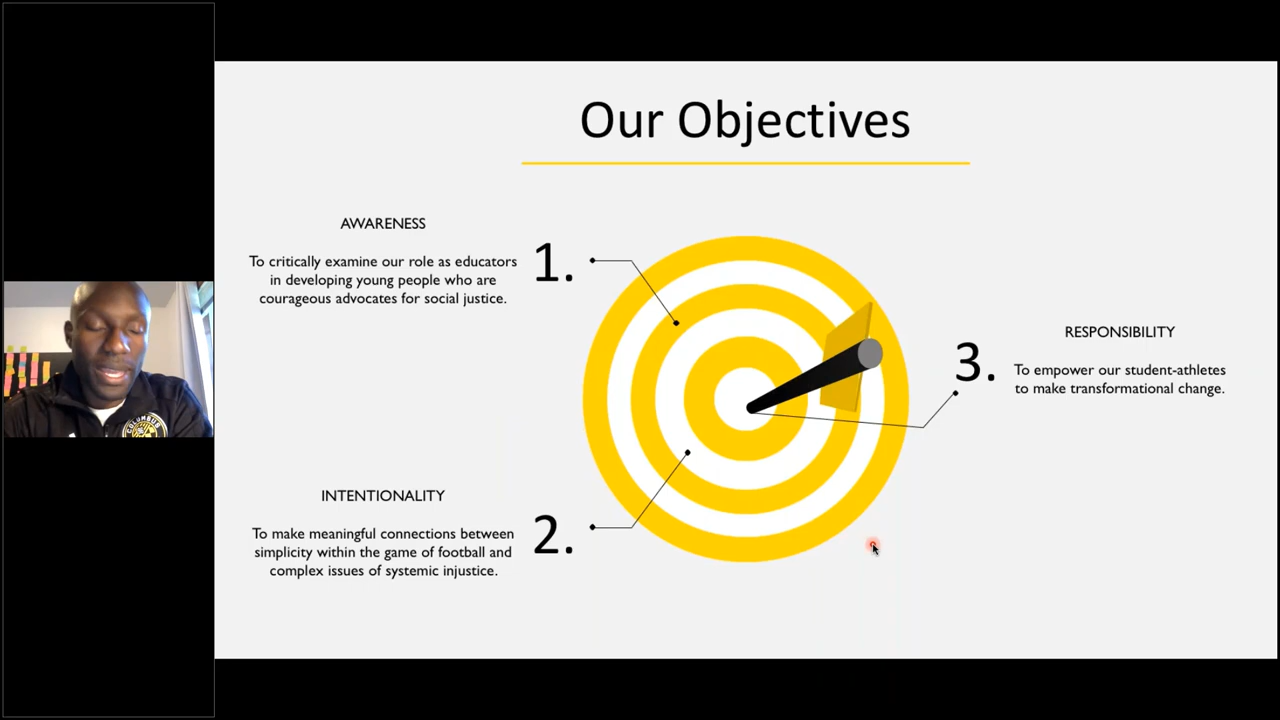 Our Objectives
AWARENESS
1.
To critically examine our role as educators
in developing young people who are
courageous advocates for social justice.
INTENTIONALITY
2.
To make meaningful connections between
simplicity within the game of football and
complex issues of systemic injustice.
RESPONSIBILITY
3.
To empower our student-athletes
to make transformational change.
COLUMBUS